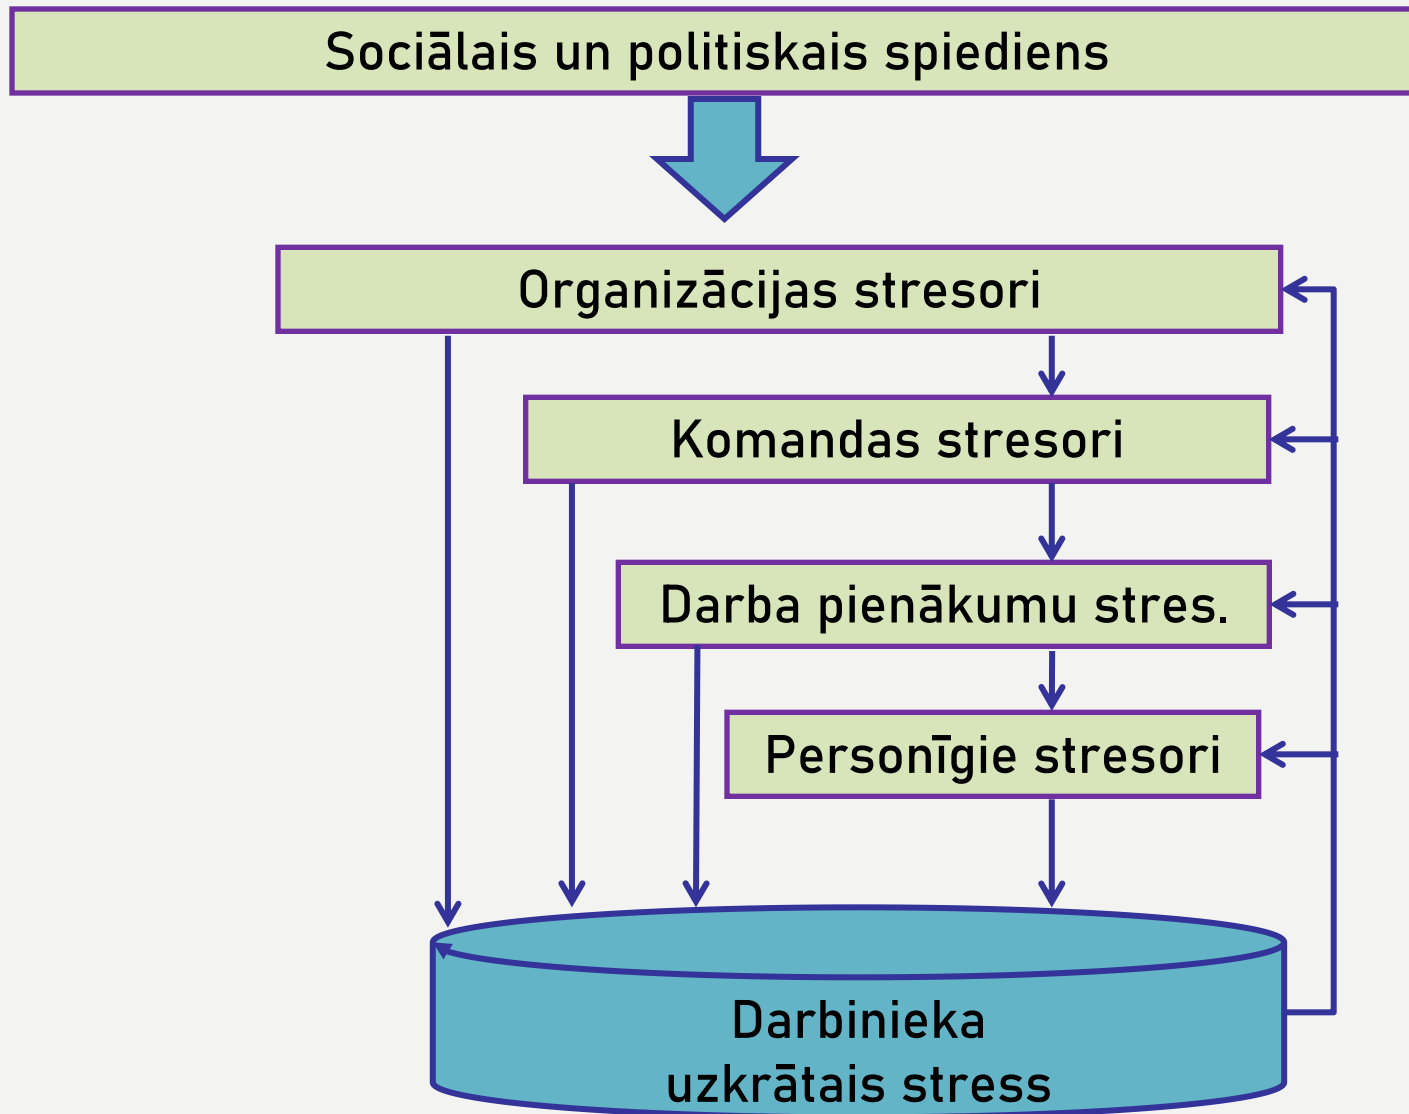 Sociālais un politiskais spiediens
Organizācijas stresori
Komandas stresori
Darba pienākumu stres.
Personīgie stresori
Darbinieka
uzkrātais stress